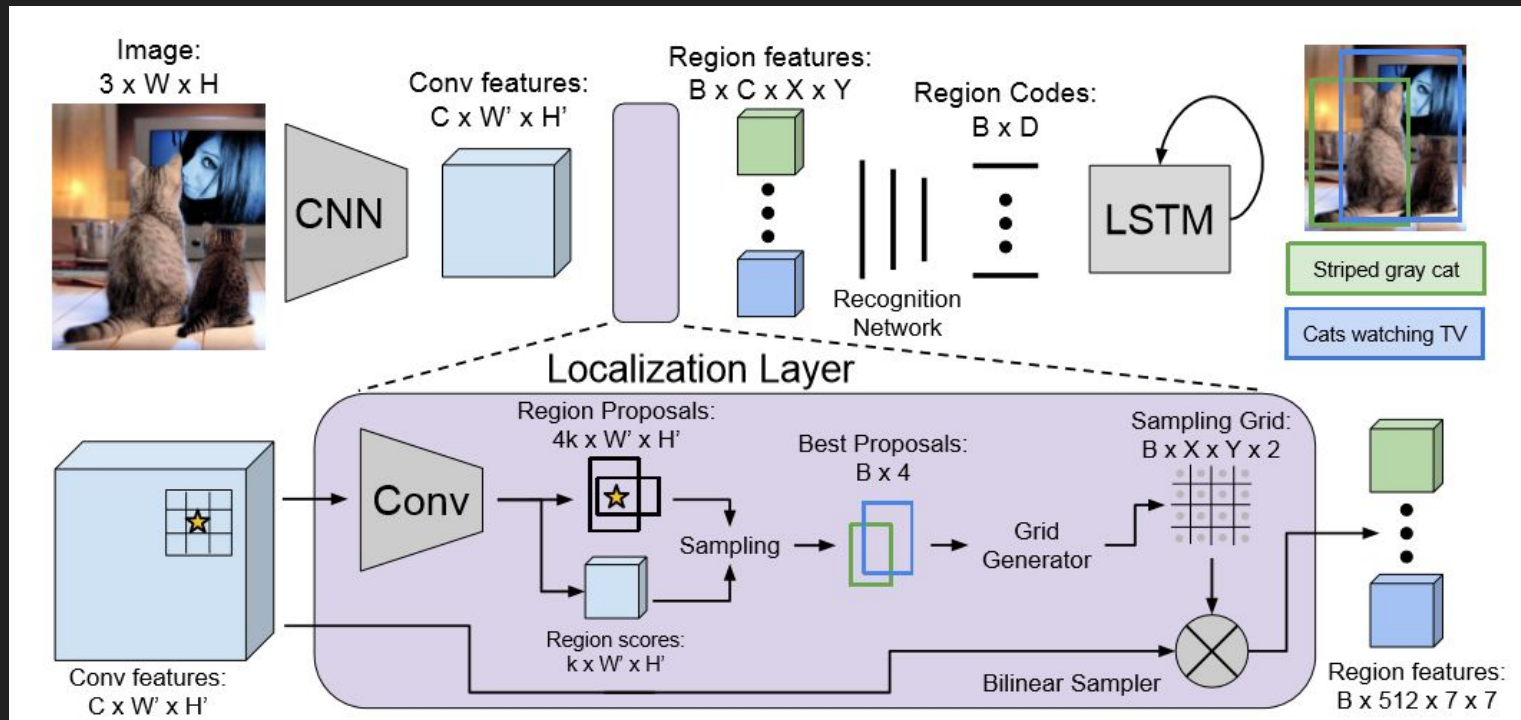 Image:
3 x W x H
Conv features:
C x W' x H'
Region features:
B x C x X x Y
Region Codes:
B x D
CNN
LSTM
Recognition
Network
Striped gray cat
Cats watching TV
Localization Layer
Region Proposals:
4k x W' x H'
Conv
Sampling
Region scores:
k x W' x H'
Best Proposals:
B x 4
Grid
Generator
Sampling Grid:
B x X x Y x 2
Bilinear Sampler
Conv features:
C x W' x H'
Region features:
B x 512 x 7 x 7